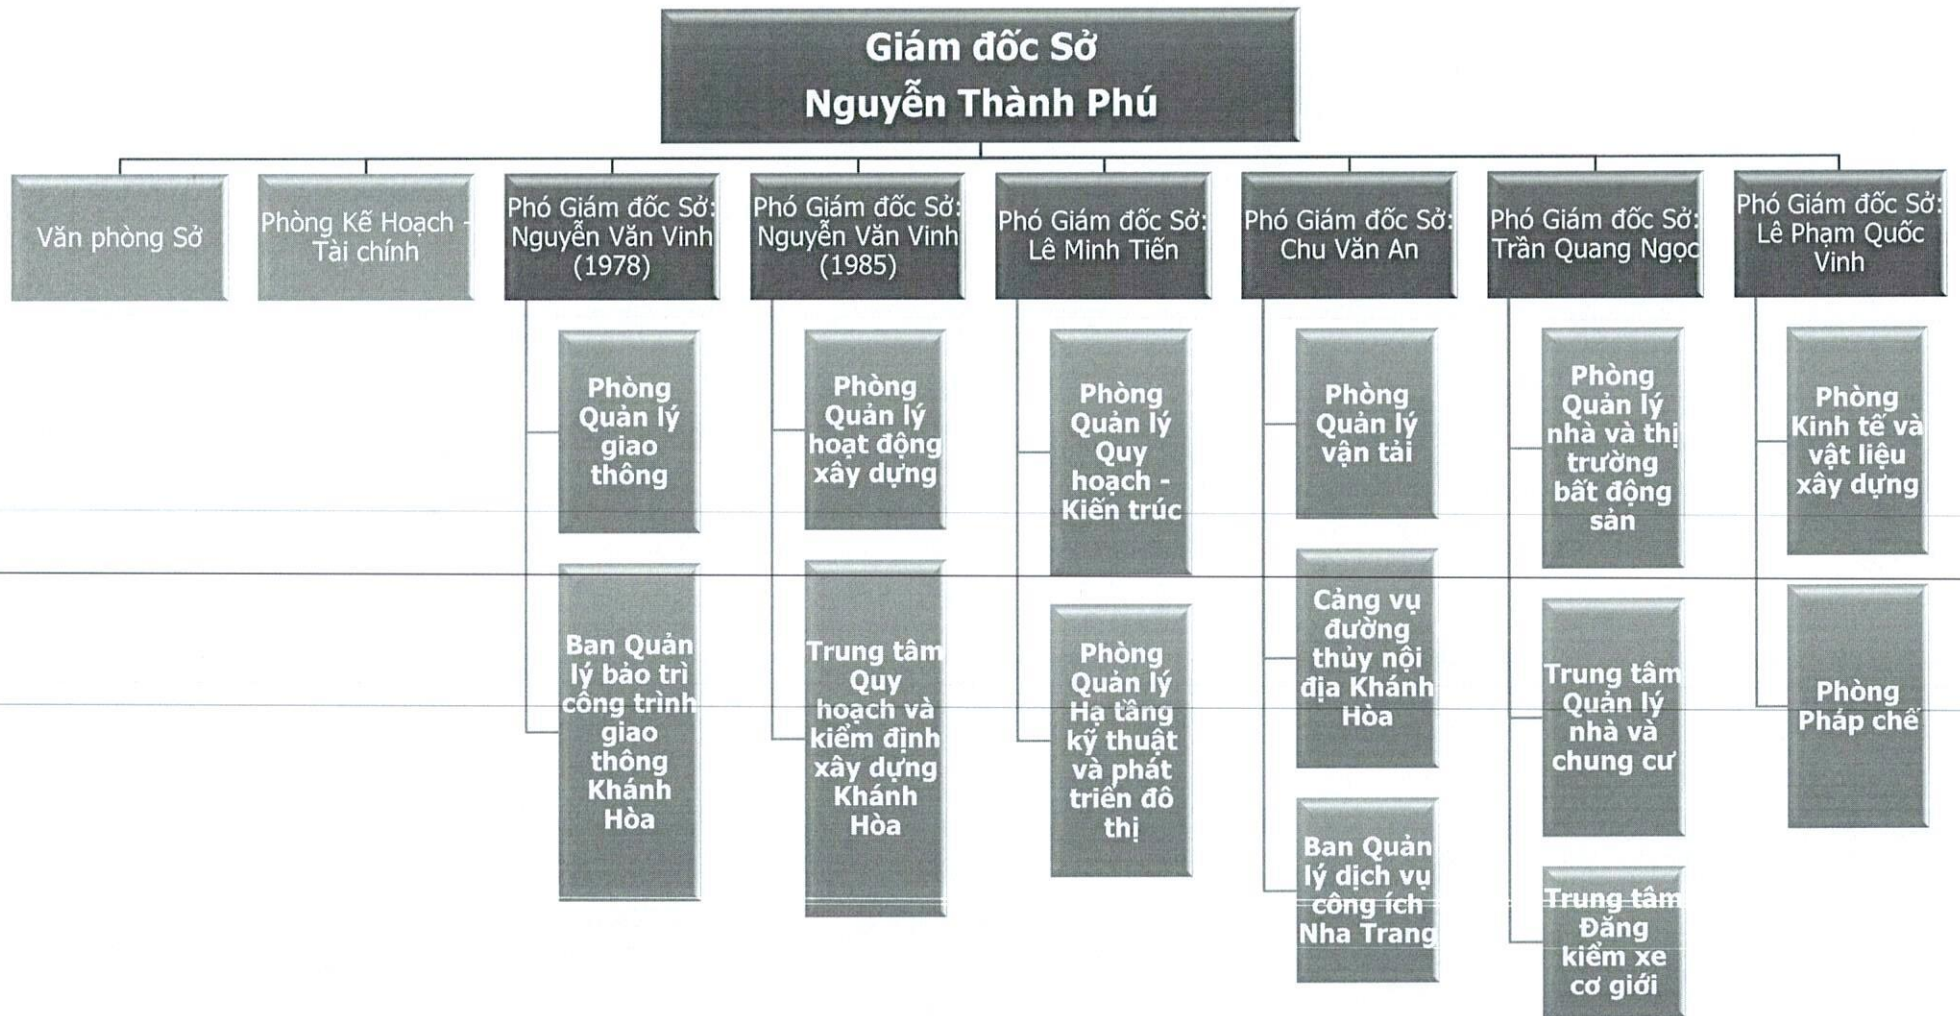 Giám đốc Sở
Nguyễn Thành Phú
Văn phòng Sở
Phòng Kế Hoạch -
Tài chính
Phó Giám đốc Sở:
Nguyễn Văn Vinh
(1978)
Phó Giám đốc Sở:
Nguyễn Văn Vinh
(1985)
Phó Giám đốc Sở:
Lê Minh Tiến
Phó Giám đốc Sở:
Chu Văn An
Phó Giám đốc Sở:
Trần Quang Ngọc
Phó Giám đốc Sở:
Lê Phạm Quốc
Vinh
Phòng
Quản lý
giao
thông
Ban Quản
lý bảo trì
công trình
giao
thông
Khánh
Hòa
Phòng
Quản lý
hoạt động
xây dựng
Trung tâm
Quy
hoạch và
kiểm định
xây dựng
Khánh
Hòa
Phòng
Quản lý
Quy
hoạch -
Kiến trúc
Phòng
Quản lý
Hạ tầng
kỹ thuật
và phát
triển đô
thị
Phòng
Quản lý
vận tải
Cảng vụ
đường
thủy nội
địa Khánh
Hòa
Ban Quản
lý dịch vụ
công ích
Nha Trang
Phòng
Quản lý
nhà và thị
trường
bất động
sản
Trung tâm
Quản lý
nhà và
chung cư
Trung tâm
Đăng
kiểm xe
cơ giới
Phòng
Kinh tế và
vật liệu
xây dựng
Phòng
Pháp chế